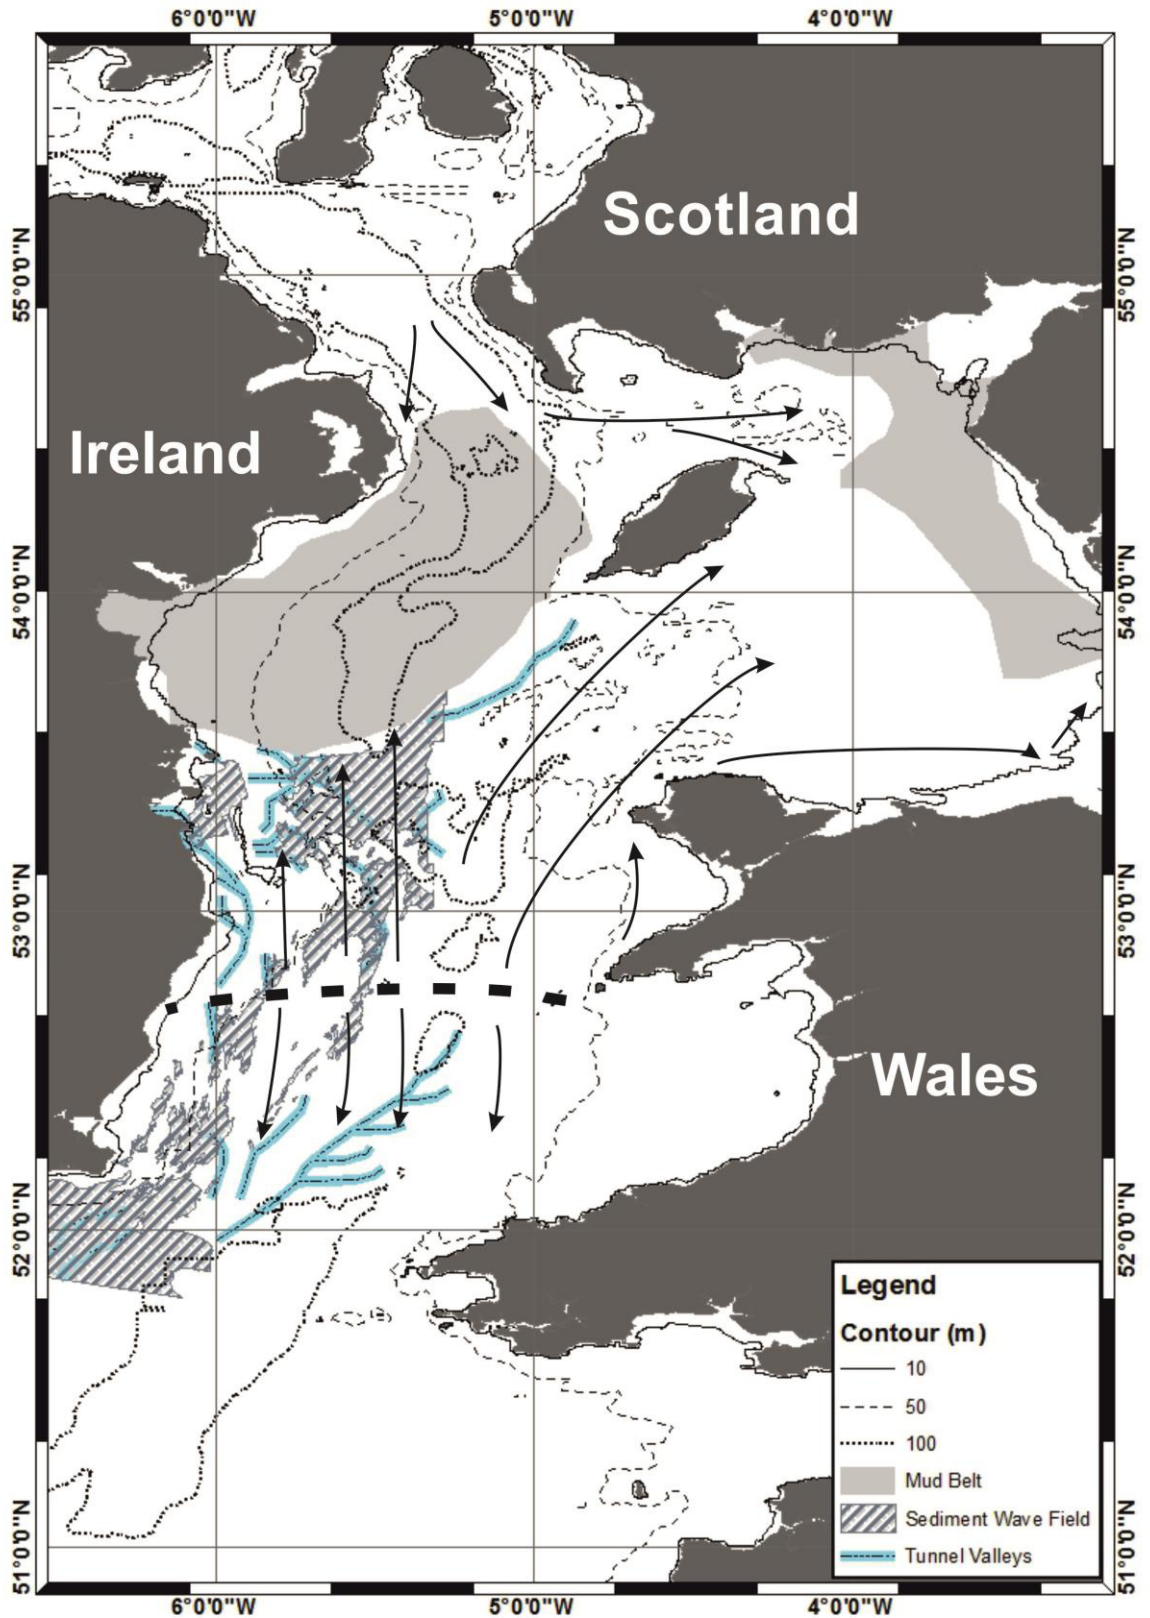 6°0'0"W 5°0'0"W 4°0'0"W
Scotland
55°0'0"N 55°0'0"N
Ireland
54°0'0"N 54°0'0"N
53°0'0"N 53°0'0"N
Wales
52°0'0"N 52°0'0"N
Legend
Contour (m)
10
50
100
Mud Belt
Sediment Wave Field
Tunnel Valleys
51°0'0"N 51°0'0"N
6°0'0"W 5°0'0"W 4°0'0"W